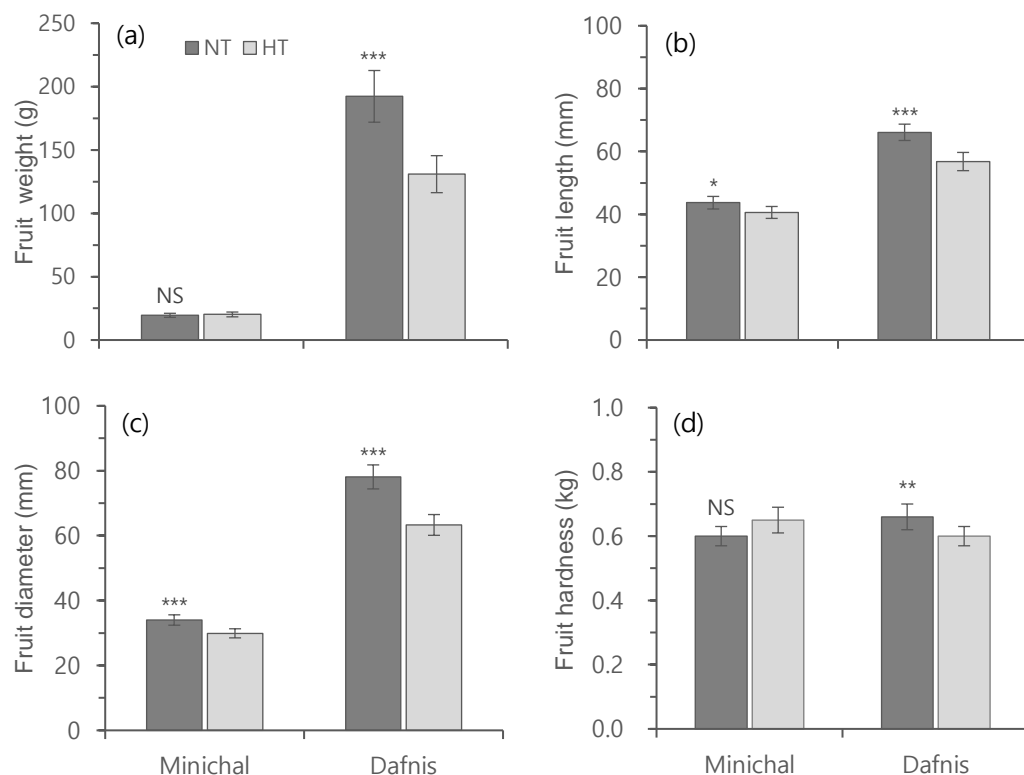 (a)
NT HT
250
200
150
100
50
0
Fruit weight (g)
NS
***
(b)
100
80
60
40
20
0
Fruit length (mm)
*
***
(c)
100
80
60
40
20
0
Fruit diameter (mm)
***
***
Minichal Dafnis
(d)
1.0
0.8
0.6
0.4
0.2
0.0
Fruit hardness (kg)
NS
**
Minichal Dafnis